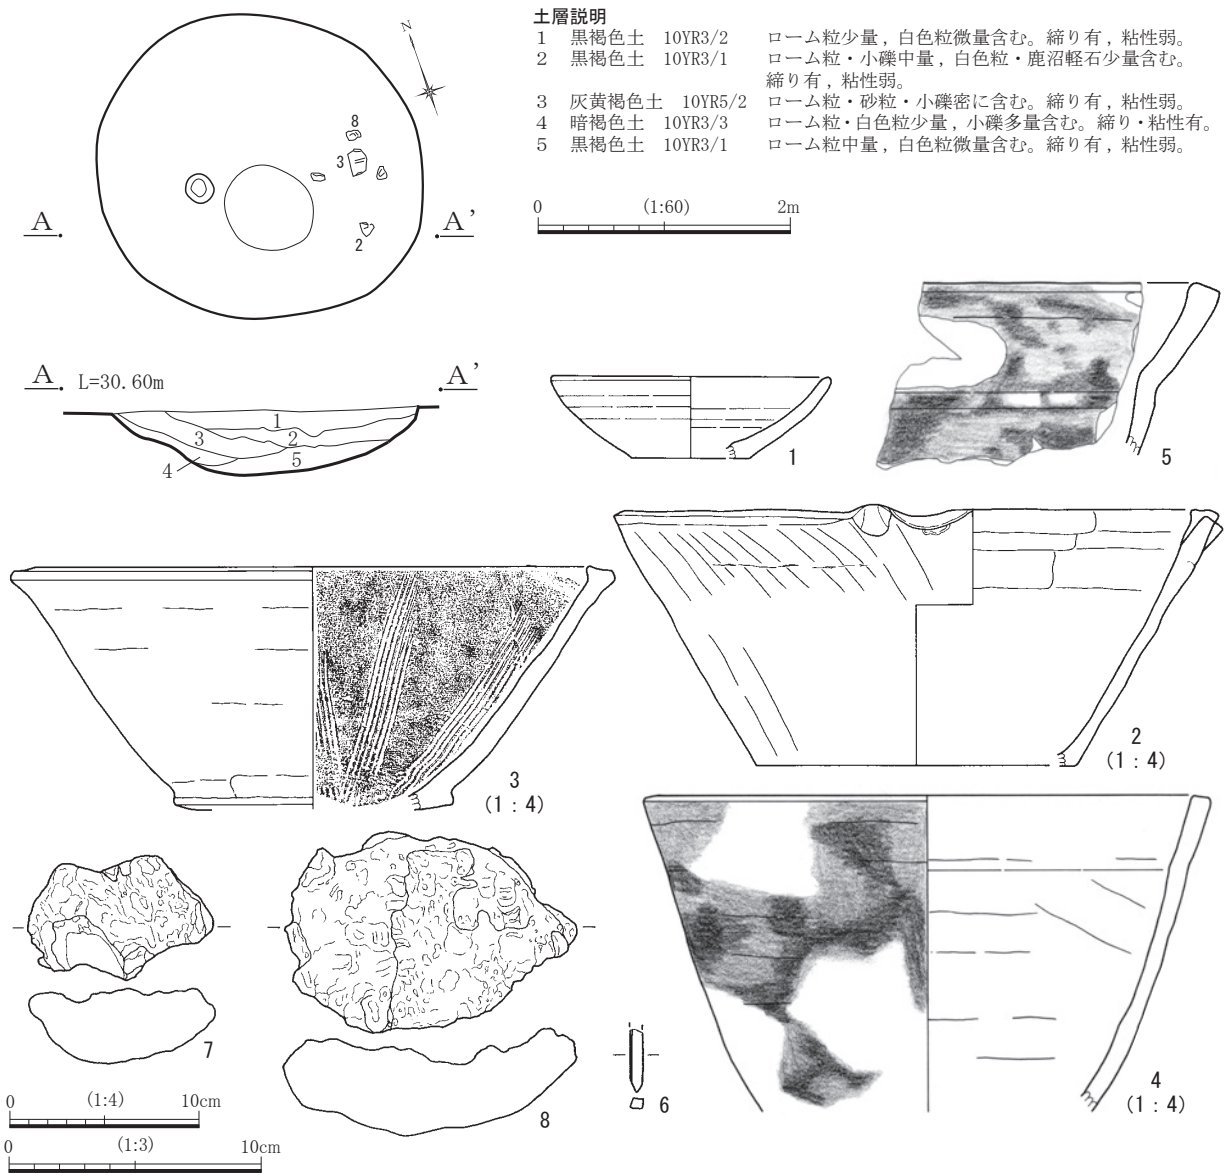 土層説明
1 黒褐色土 10YR3/2 ローム粒少量，白色粒微量含む。締り有，粘性弱。
2 黒褐色土 10YR3/1 ローム粒・小礫中量，白色粒・鹿沼軽石少量含む。
締り有，粘性弱。
3 灰黄褐色土 10YR5/2 ローム粒・砂粒・小礫密に含む。締り有，粘性弱。
4 暗褐色土 10YR3/3 ローム粒・白色粒少量，小礫多量含む。締り・粘性有。
5 黒褐色土 10YR3/1 ローム粒中量，白色粒微量含む。締り有，粘性弱。
N
8
3
2
A A’
0 (1:60) 2m
A L=30.60m A’
1
2
3
4
5
1
5
2
(1：4)
3
(1：4)
4
(1：4)
7
8
6
0 (1:4) 10cm
0 (1:3) 10cm